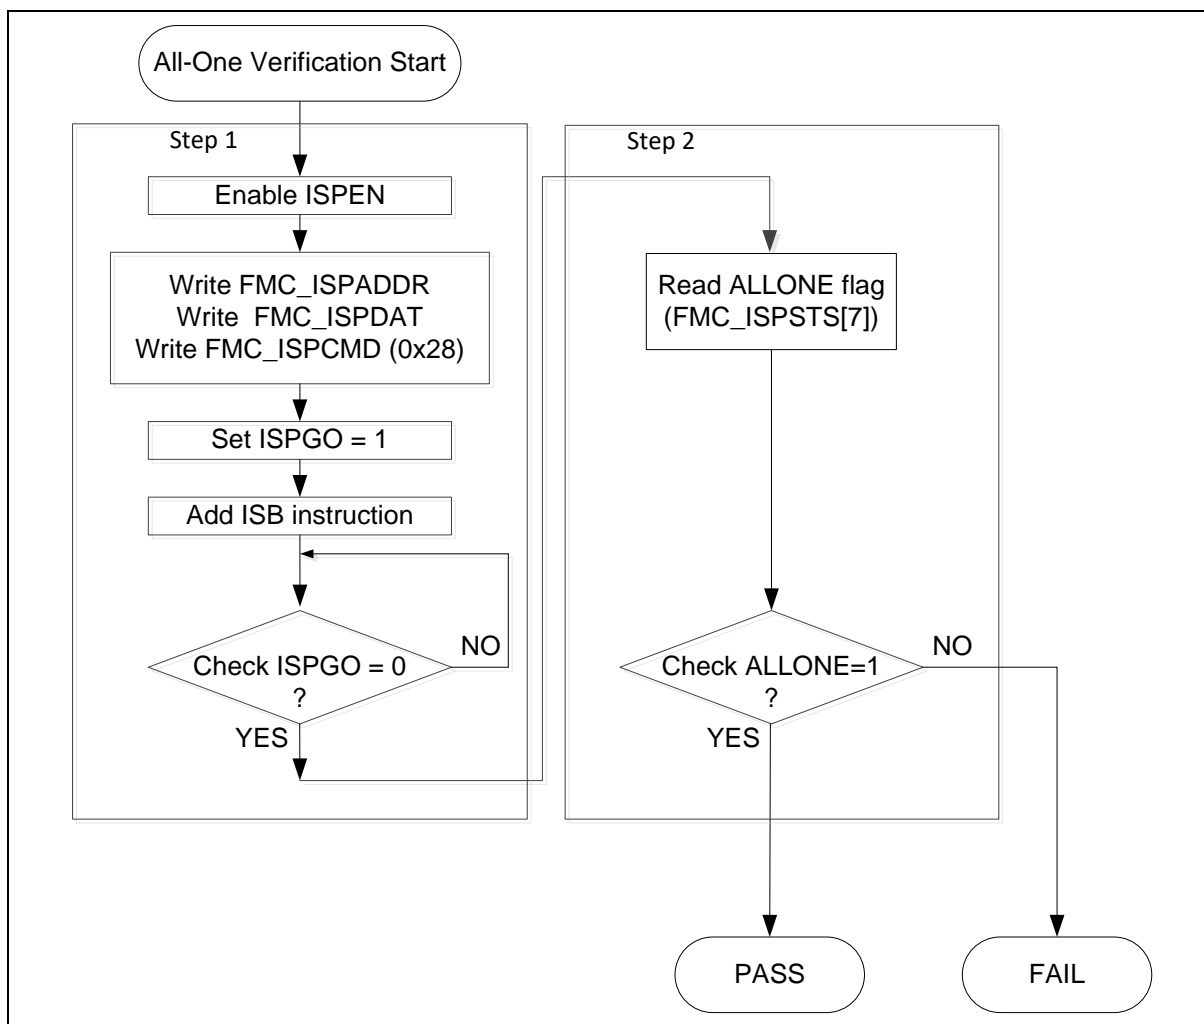 All-One Verification Start
Step 1
Enable ISPEN
Write FMC_ISPADDR
Write  FMC_ISPDAT
Write FMC_ISPCMD (0x28)
Set ISPGO = 1
Add ISB instruction
Check ISPGO = 0
?
NO
YES
Step 2
Read ALLONE flag
(FMC_ISPSTS[7])
Check ALLONE=1
?
NO
YES
PASS
FAIL